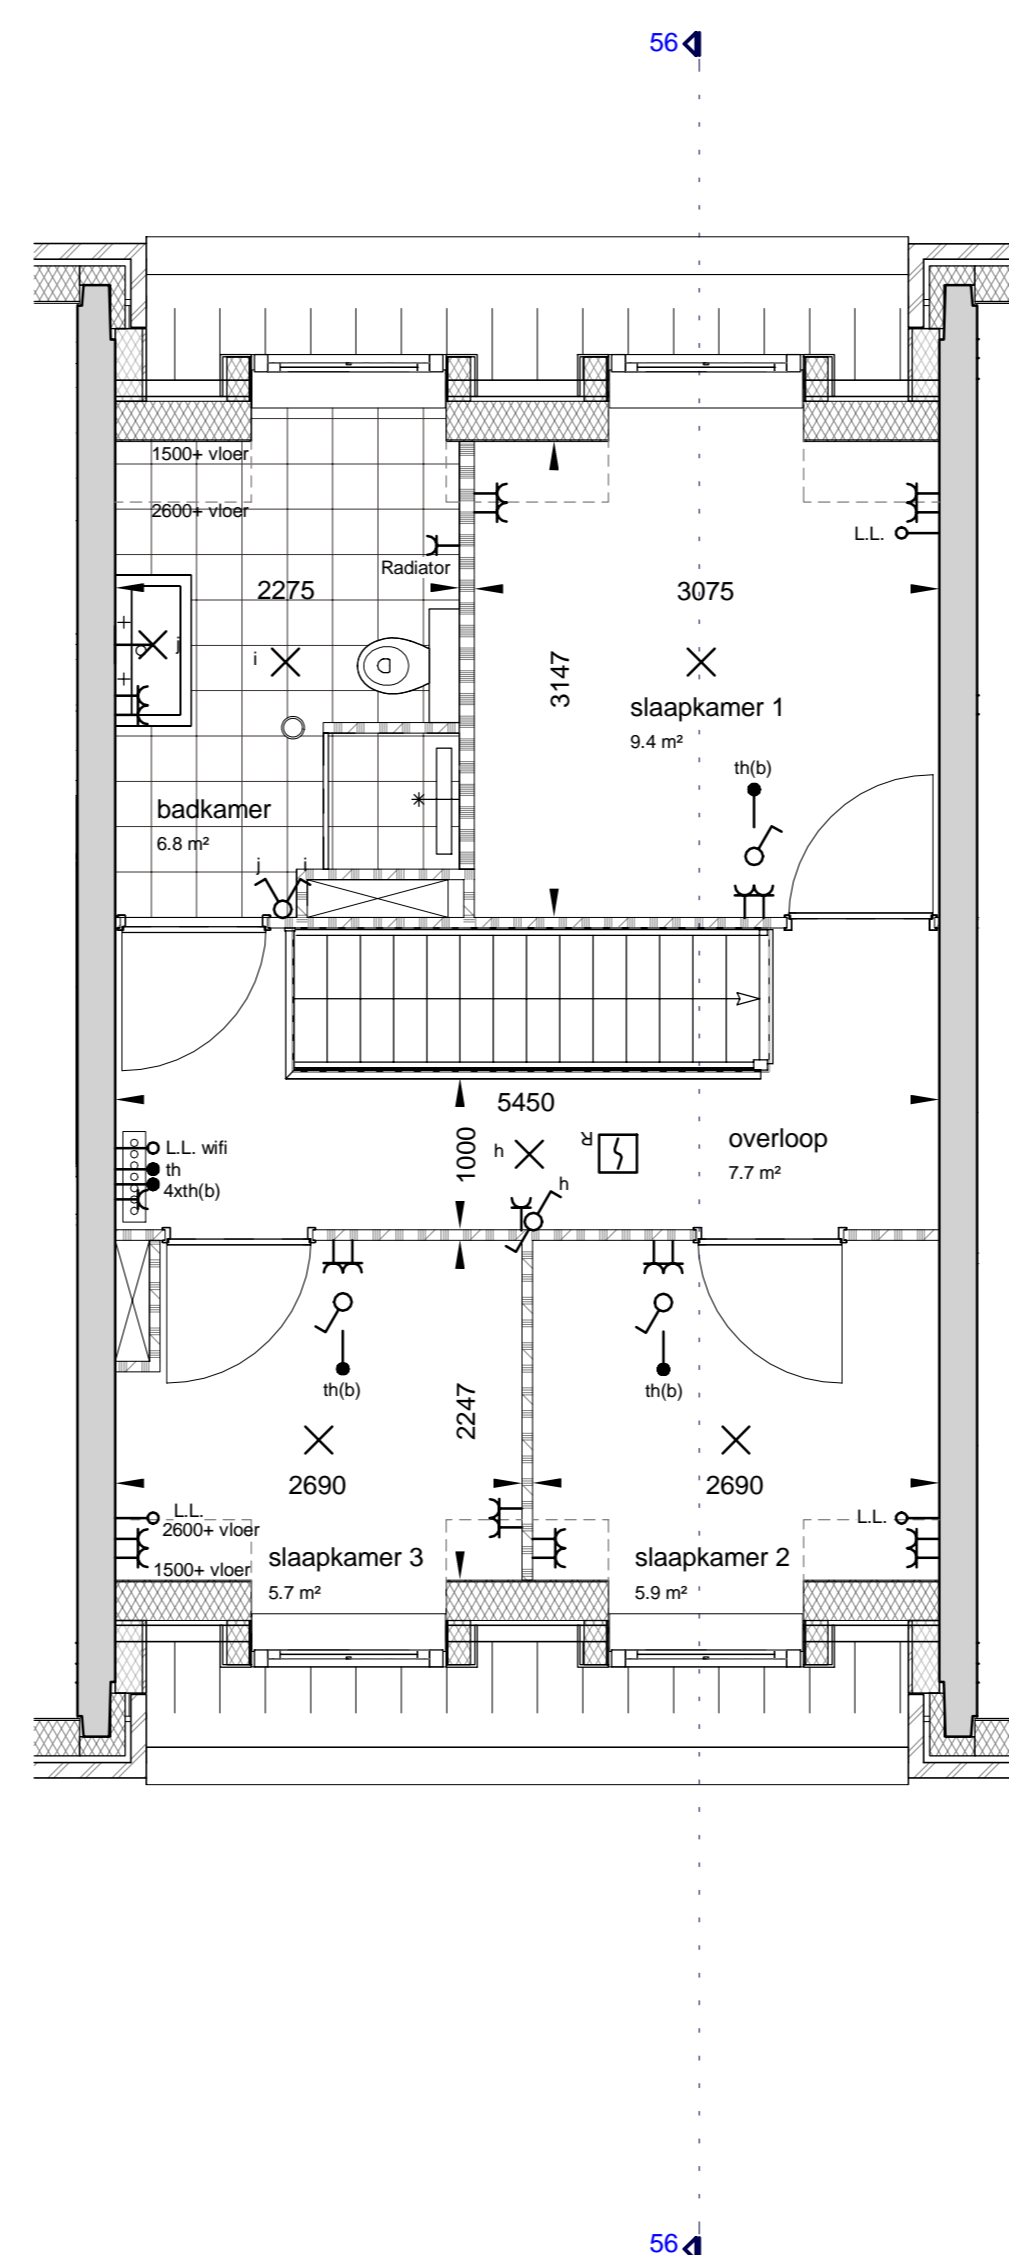 56
1500+ vloer
2600+ vloer
L.L.
Radiator
2275
3075
j
i
3147
slaapkamer 1
9.4 m²
th(b)
badkamer
6.8 m²
j
i
5450
1000
h
R
overloop
7.7 m²
L.L. wifi
th
4xth(b)
h
th(b)
th(b)
2247
2690
2690
L.L.
2600+ vloer
L.L.
1500+ vloer
slaapkamer 3
5.7 m²
slaapkamer 2
5.9 m²
56